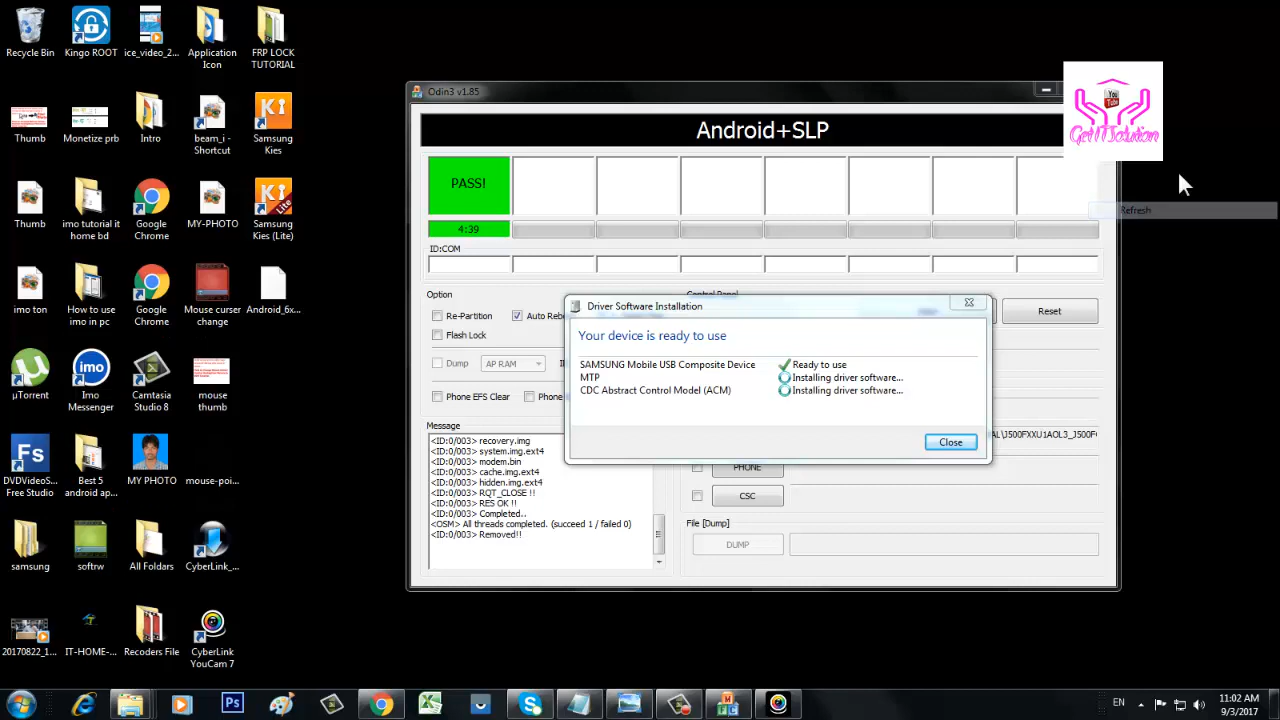 Recycle Bin
Kingo ROOT
ice_video_2...
Application
Icon
FRP LOCK
TUTORIAL
Thumb
Monetize prb
Intro
beam_i -
Shortcut
Samsung
Kies
Thumb
imo tutorial it
home bd
Google
Chrome
MY-PHOTO
Samsung
Kies (Lite)
imo ton
How to use
imo in pc
Google
Chrome
Mouse curser
change
Android_6x...
µTorrent
Imo
Messenger
Camtasia
Studio 8
mouse
thumb
DVDVideoS...
Free Studio
Best 5
android ap...
MY PHOTO
mouse-poi...
samsung
softrw
All Foldars
CyberLink_...
20170822_1...
IT-HOME-...
Recoders File
CyberLink
YouCam 7
Odin3 v1.85
Android+SLP
PASS!
4:39
ID:COM
Option
Re-Partition
Auto Reb
Flash Lock
Dump
AP RAM
Phone EFS Clear
Phone
Control Panel
Reset
Message
<ID:0/003> recovery.img
<ID:0/003> system.img.ext4
<ID:0/003> modem.bin
<ID:0/003> cache.img.ext4
<ID:0/003> hidden.img.ext4
<ID:0/003> RQT_CLOSE !!
<ID:0/003> RES OK !!
<ID:0/003> Completed..
<OSM> All threads completed. (succeed 1 / failed 0)
<ID:0/003> Removed!!
AL\J500FXXU1AOL3_J500F
PHONE
CSC
File [Dump]
DUMP
Driver Software Installation
Your device is ready to use
SAMSUNG Mobile USB Composite Device
Ready to use
MTP
Installing driver software...
CDC Abstract Control Model (ACM)
Installing driver software...
Close
You
Tube
Get IT Solution
Refresh
EN
11:02 AM
9/3/2017